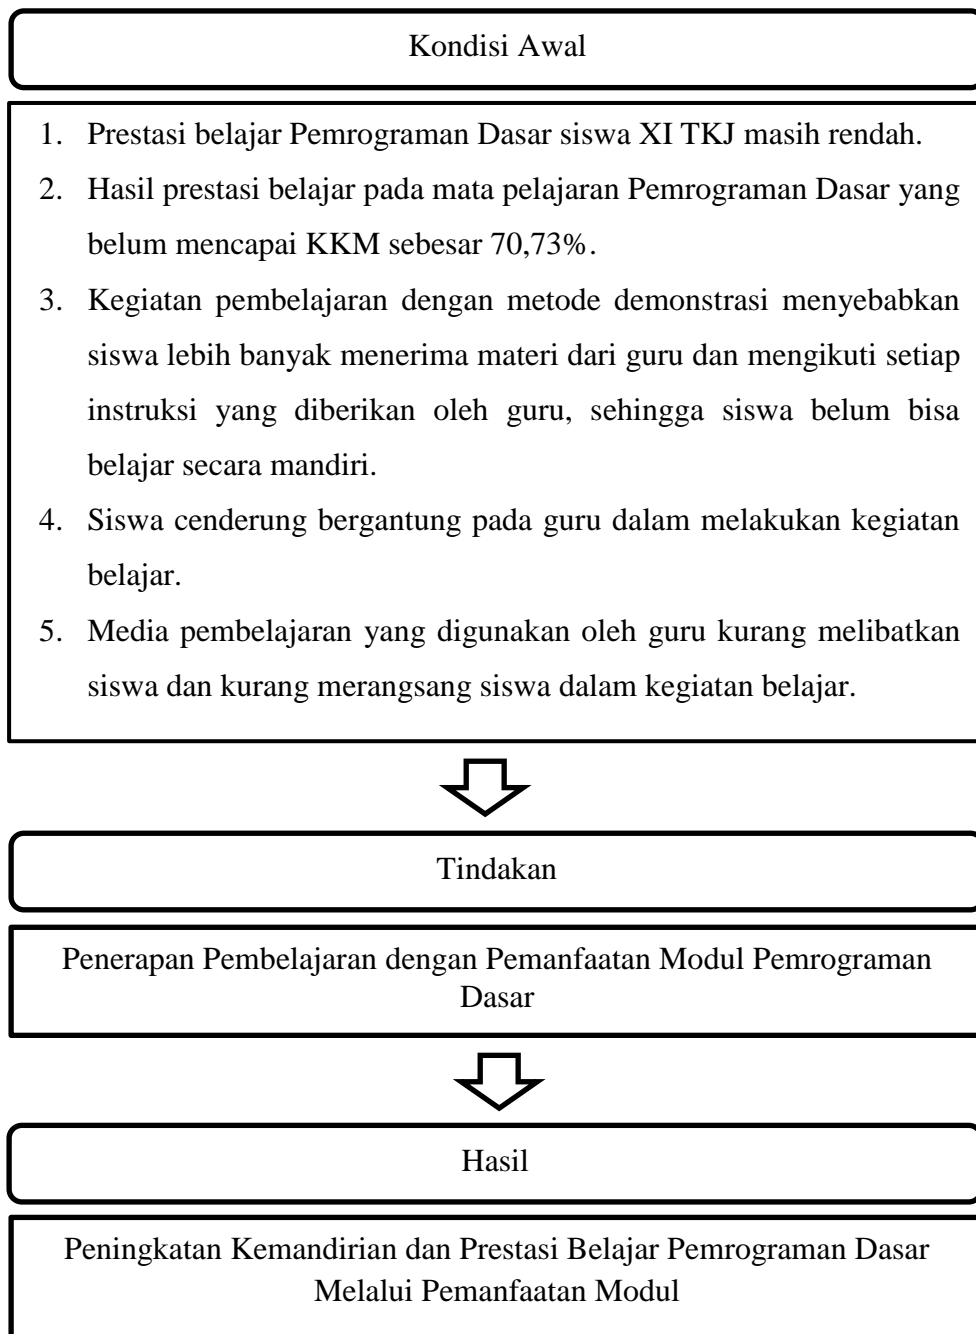 Kondisi Awal
1. Prestasi belajar Pemrograman Dasar siswa XI TKJ masih rendah.
2. Hasil prestasi belajar pada mata pelajaran Pemrograman Dasar yang
belum mencapai KKM sebesar 70,73%.
3. Kegiatan pembelajaran dengan metode demonstrasi menyebabkan
siswa lebih banyak menerima materi dari guru dan mengikuti setiap
instruksi yang diberikan oleh guru, sehingga siswa belum bisa
belajar secara mandiri.
4. Siswa cenderung bergantung pada guru dalam melakukan kegiatan
belajar.
5. Media pembelajaran yang digunakan oleh guru kurang melibatkan
siswa dan kurang merangsang siswa dalam kegiatan belajar.
Tindakan
Penerapan Pembelajaran dengan Pemanfaatan Modul Pemrograman
Dasar
Hasil
Peningkatan Kemandirian dan Prestasi Belajar Pemrograman Dasar
Melalui Pemanfaatan Modul